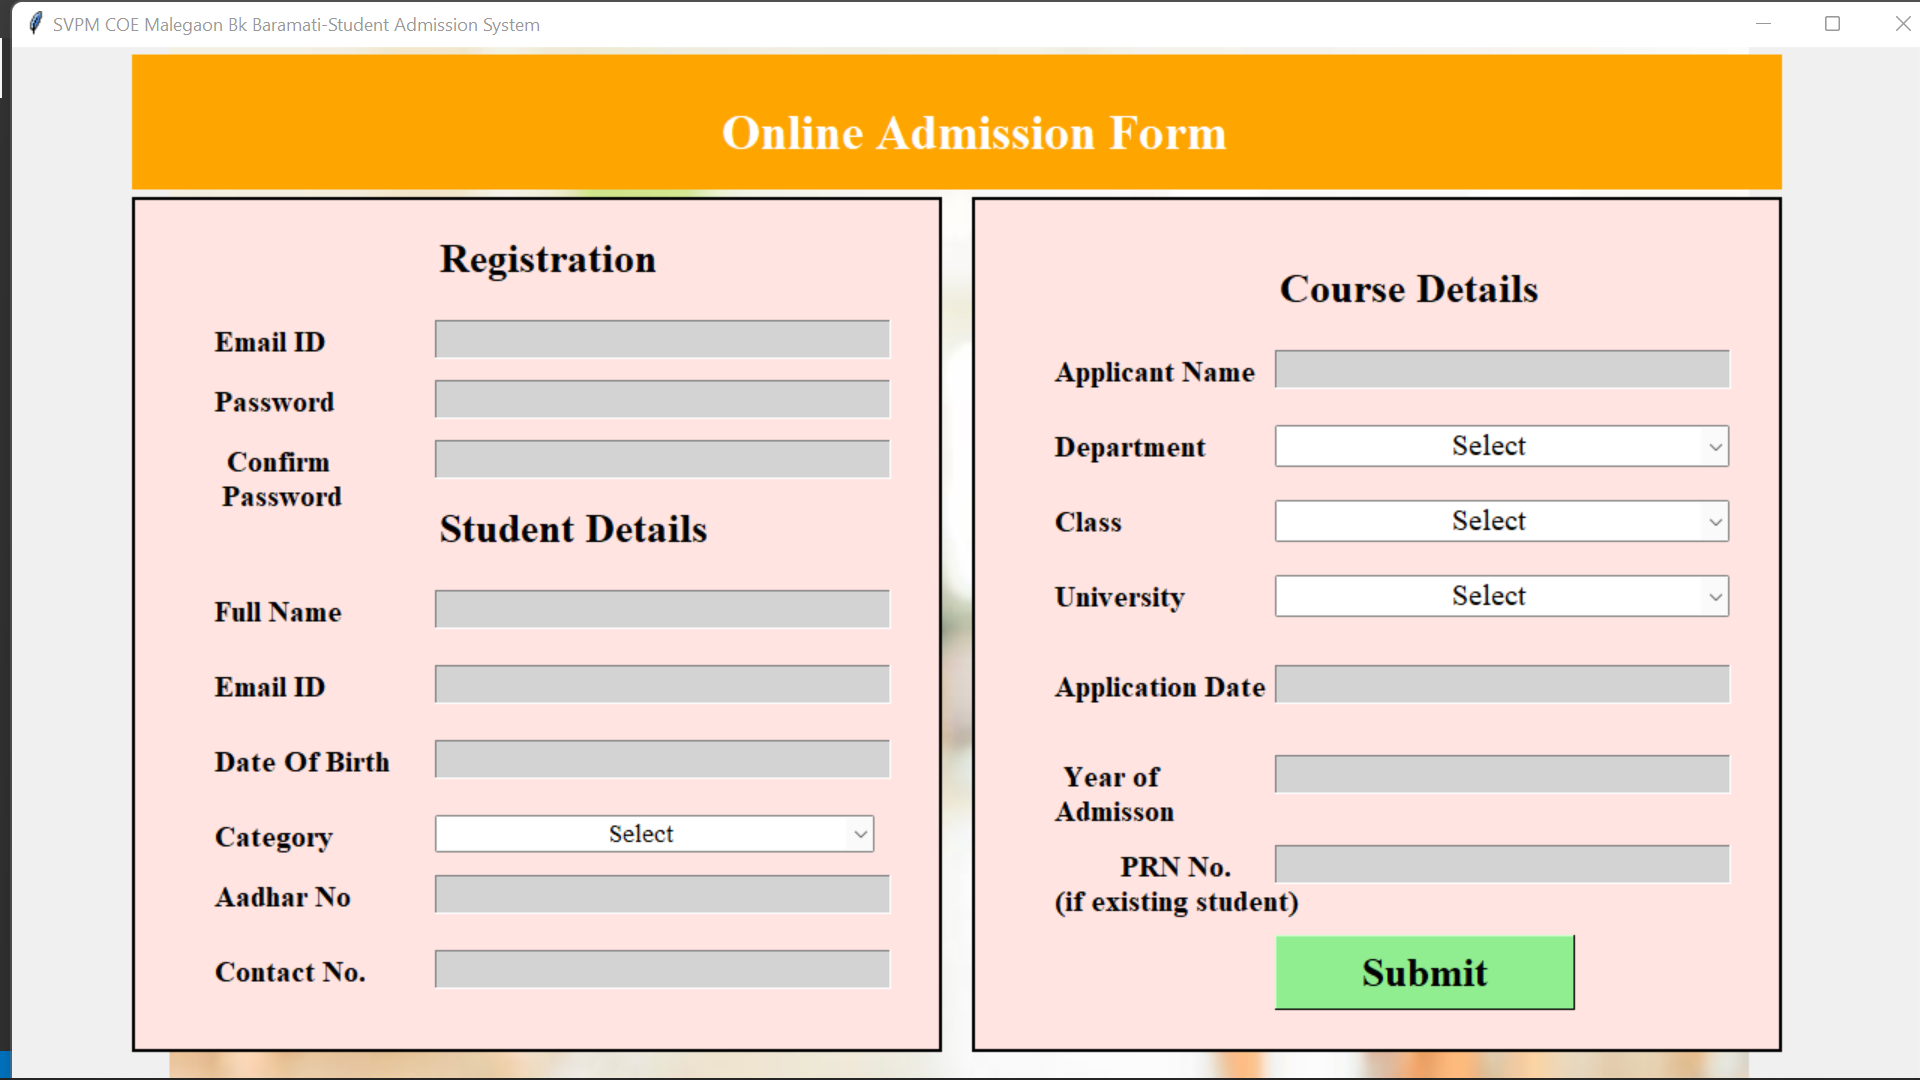 SVPM COE Malegaon Bk Baramati-Student Admission System
Online Admission Form
Registration
Email ID
Password
Confirm
Password
Student Details
Full Name
Email ID
Date Of Birth
Category
Select
Aadhar No
Contact No.
Course Details
Applicant Name
Department
Select
Class
Select
University
Select
Application Date
Year of
Admisson
PRN No.
(if existing student)
Submit